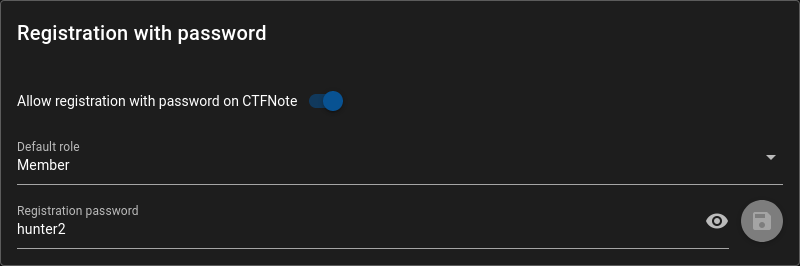 Registration with password
Allow registration with password on CTFNote
Default role
Member
Registration password
hunter2